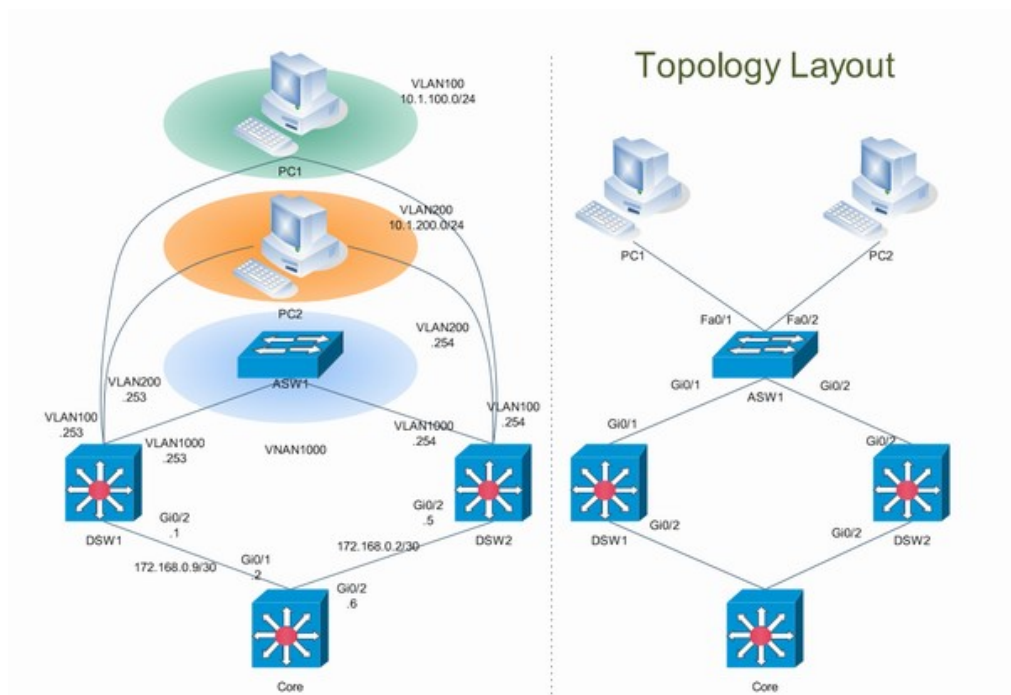 Topology Layout
VLAN100
10.1.100.0/24
PC1
VLAN200
10.1.200.0/24
PC2
VLAN200
.254
ASW1
VLAN200
.253
VLAN100
.253
VLAN1000
.253
VNAN1000
VLAN1000
.254
VLAN100
.254
DSW1
Gi0/2
.1
172.168.0.9/30
Gi0/1
.2
172.168.0.2/30
Gi0/2
.5
DSW2
Gi0/2
.6
Core
PC1
PC2
Fa0/1
Fa0/2
ASW1
Gi0/1
Gi0/2
Gi0/1
Gi0/2
DSW1
Gi0/2
Gi0/2
DSW2
Core